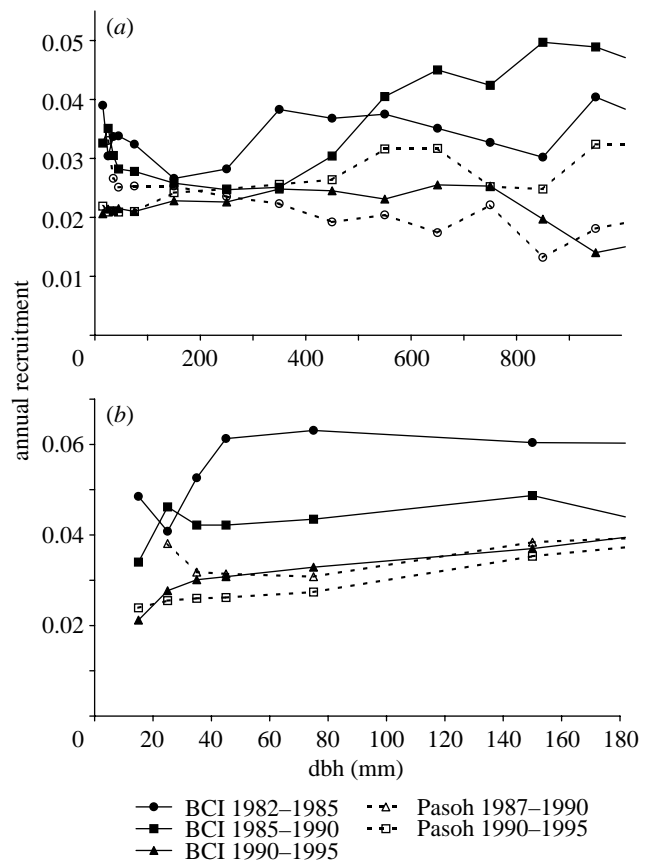 (a)
0.05
0.04
0.03
0.02
0.01
0 200 400 600 800
annual recruitment
(b)
0.06
0.04
0.02
0 20 40 60 80 100 120 140 160 180
dbh (mm)
BCI 1982–1985
BCI 1985–1990
BCI 1990–1995
Pasoh 1987–1990
Pasoh 1990–1995